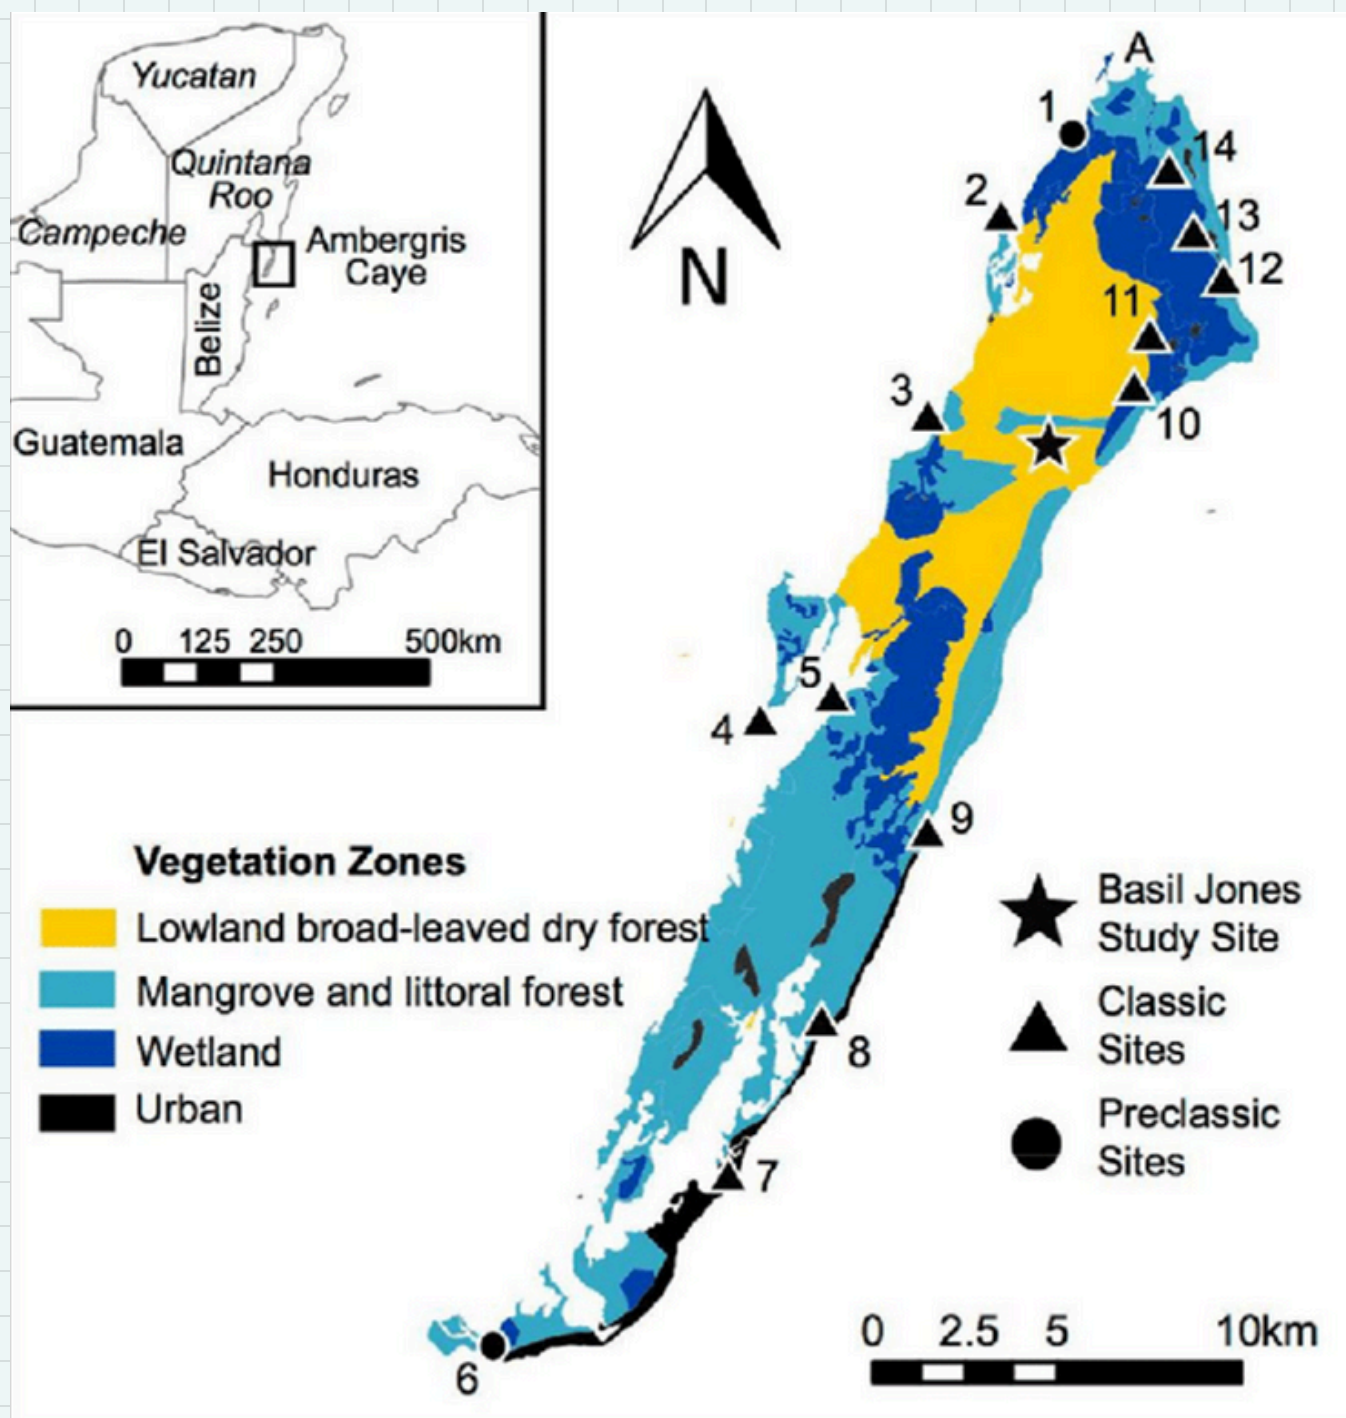 Yucatan
Quintana
Roo
Campeche
Ambergris
Caye
Belize
Guatemala
Honduras
El Salvador
0 125 250 500km
N
A
1
14
2
13
12
11
3
10
5
4
9
8
7
6
Vegetation Zones
Lowland broad-leaved dry forest
Mangrove and littoral forest
Wetland
Urban
Basil Jones
Study Site
Classic
Sites
Preclassic
Sites
0 2.5 5 10km